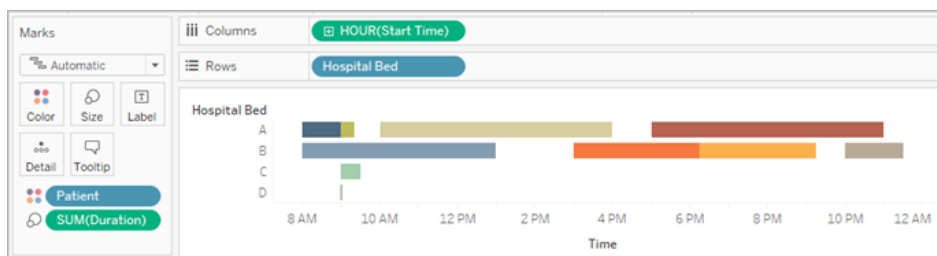 Marks
Automatic
Color Size Label
Detail Tooltip
Patient
SUM(Duration)
Columns HOUR(Start Time)
Rows Hospital Bed
Hospital Bed
A
B
C
D
8 AM 10 AM 12 PM 2 PM 4 PM 6 PM 8 PM 10 PM 12 AM
Time